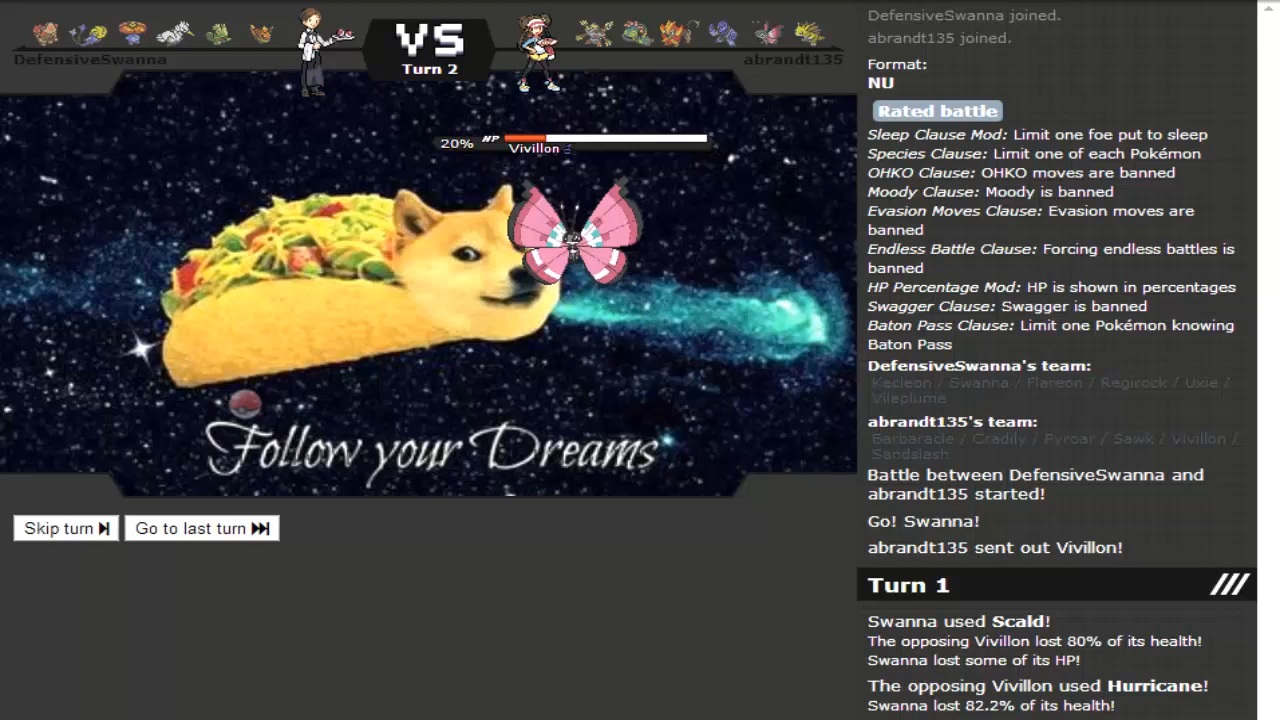 VS
Turn 2
DefensiveSwanna
abrandt135
20% HP
Vivillon
Follow your Dreams
Skip turn
Go to last turn
DefensiveSwanna joined.
abrandt135 joined.
Format:
NU
Rated battle
Sleep Clause Mod: Limit one foe put to sleep
Species Clause: Limit one of each Pokémon
OHKO Clause: OHKO moves are banned
Moody Clause: Moody is banned
Evasion Moves Clause: Evasion moves are
banned
Endless Battle Clause: Forcing endless battles is
banned
HP Percentage Mod: HP is shown in percentages
Swagger Clause: Swagger is banned
Baton Pass Clause: Limit one Pokémon knowing
Baton Pass
DefensiveSwanna's team:
Kecleon / Swanna / Flareon / Regirock / Uxie /
Vileplume
abrandt135's team:
Barbaracle / Cradily / Pyroar / Sawk / Vivillon /
Sandslash
Battle between DefensiveSwanna and
abrandt135 started!
Go! Swanna!
abrandt135 sent out Vivillon!
Turn 1
Swanna used Scald!
The opposing Vivillon lost 80% of its health!
Swanna lost some of its HP!
The opposing Vivillon used Hurricane!
Swanna lost 82.2% of its health!